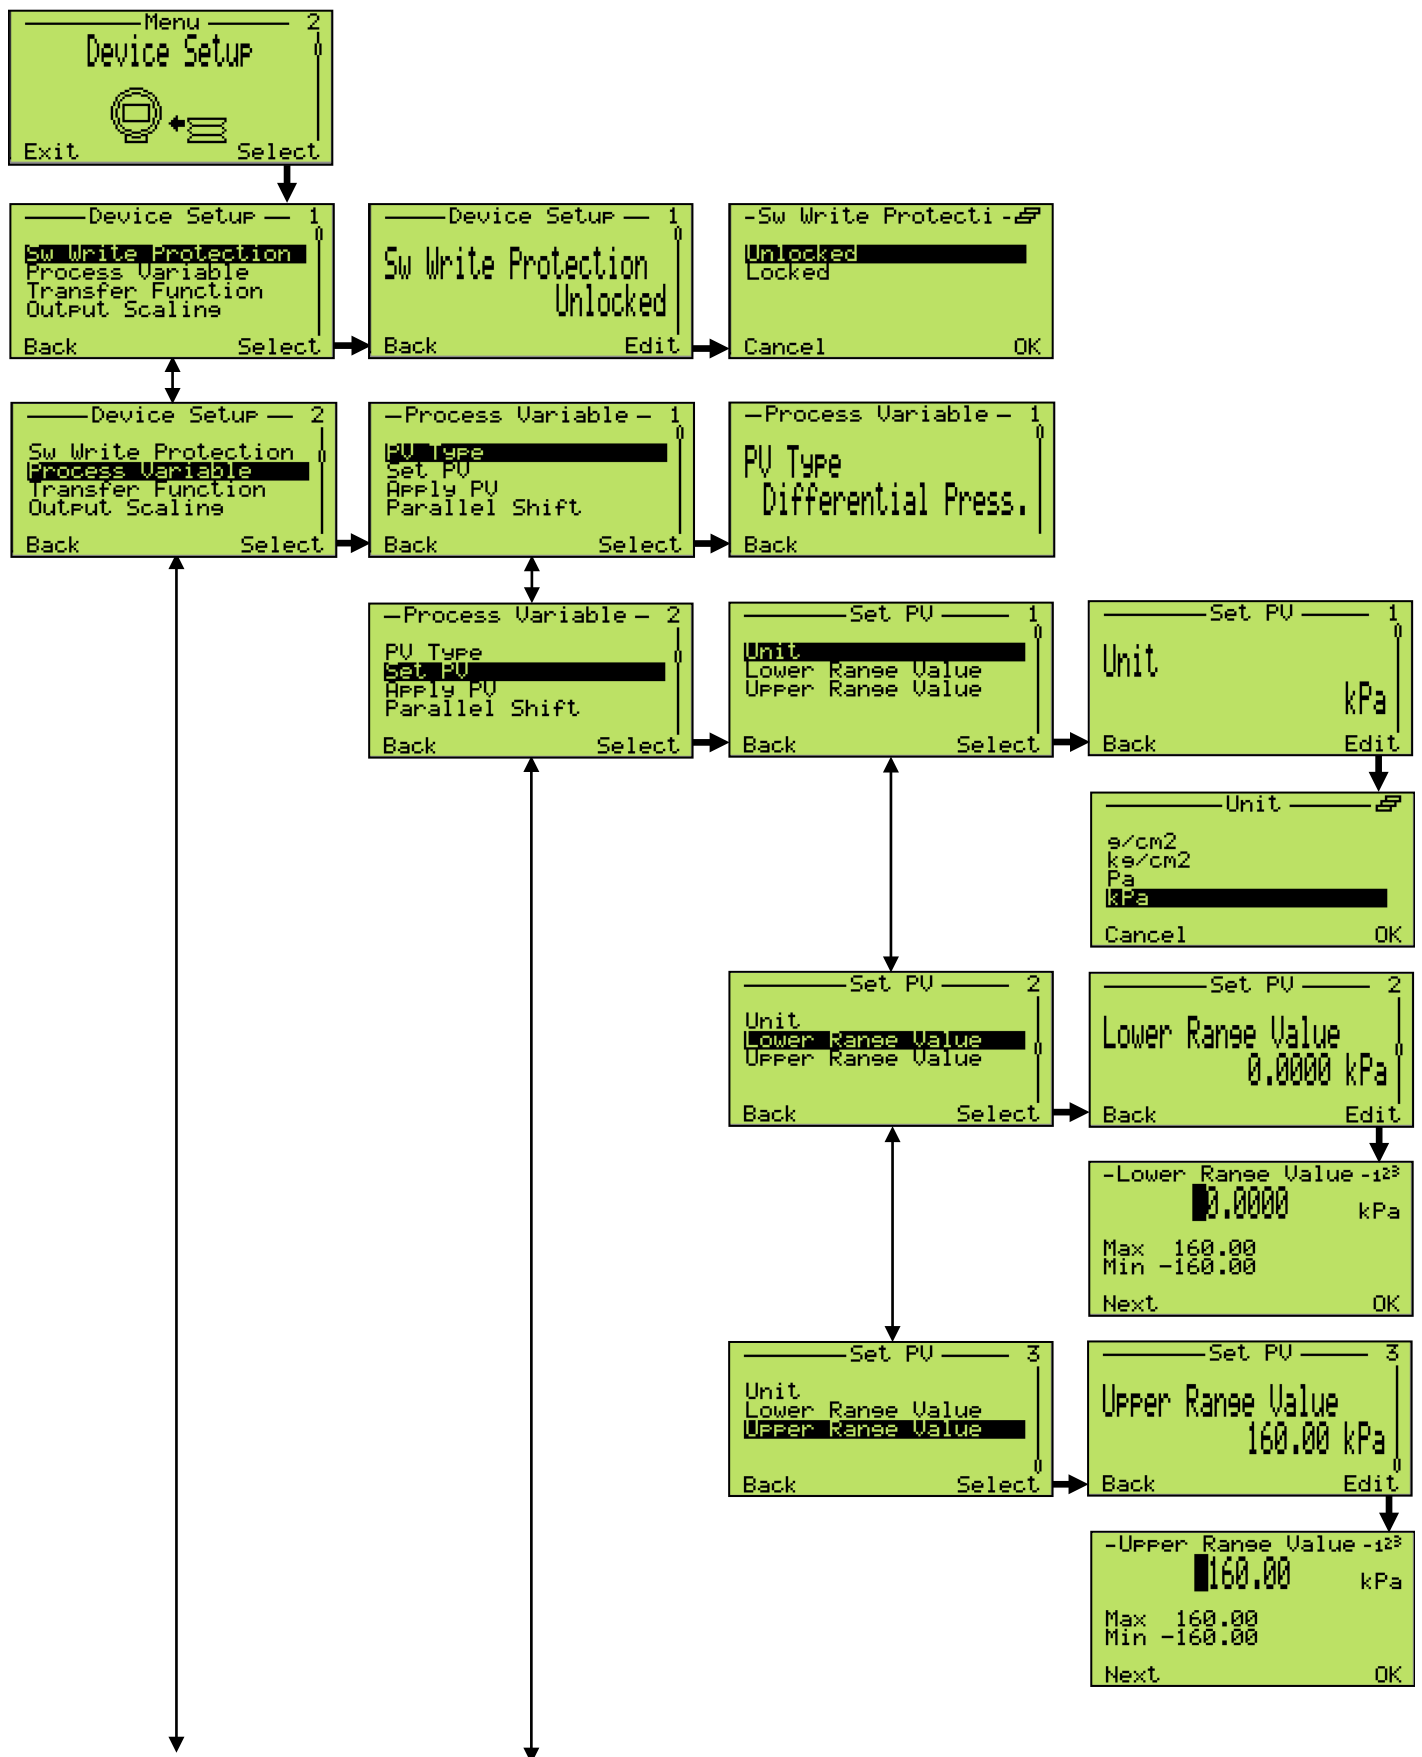 Menu 2
Device Setup
Exit Select
Device Setup 1
Sw Write Protection
Process Variable
Transfer Function
Output Scaling
Back Select
Device Setup 1
Sw Write Protection
Unlocked
Back Edit
-Sw Write Protecti-
Unlocked
Locked
Cancel OK
Device Setup 2
Sw Write Protection
Process Variable
Transfer Function
Output Scaling
Back Select
Process Variable 1
PV Type
Set PV
Apply PV
Parallel Shift
Back Select
Process Variable 1
PV Type
Differential Press.
Back
Process Variable 2
PV Type
Set PV
Apply PV
Parallel Shift
Back Select
Set PV 1
Unit
Lower Range Value
Upper Range Value
Back Select
Set PV 1
Unit
kPa
Back Edit
Unit
g/cm2
kg/cm2
Pa
kPa
Cancel OK
Set PV 2
Unit
Lower Range Value
Upper Range Value
Back Select
Set PV 2
Lower Range Value
0.0000 kPa
Back Edit
-Lower Range Value -123
0.0000 kPa
Max 160.00
Min -160.00
Next OK
Set PV 3
Unit
Lower Range Value
Upper Range Value
Back Select
Set PV 3
Upper Range Value
160.00 kPa
Back Edit
-Upper Range Value -123
160.00 kPa
Max 160.00
Min -160.00
Next OK